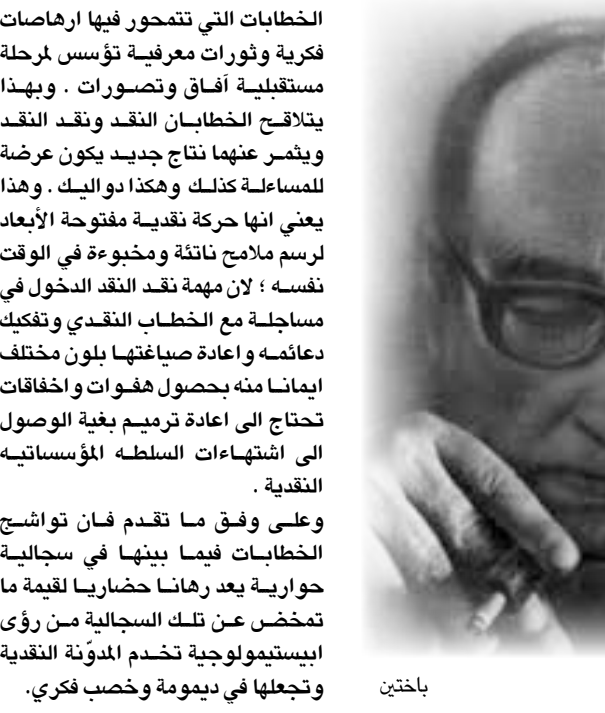 الخطابات التي تتمحور فيها ارهاصات
فكرية وثورات معرفية تؤسس لمرحلة
مستقبلية آفاق وتصورات . وبهذا
يتلاقح الخطابان النقد ونقد النقد
ويثمر عنهما نتاج جديد يكون عرضة
للمساءلة كذلك وهكذا دواليك . وهذا
يعني انها حركة نقدية مفتوحة الأبعاد
لرسم ملامح ناتئة ومخبوءة في الوقت
نفسه ؛ لان مهمة نقد النقد الدخول في
مساجلة مع الخطاب النقدي وتفكيك
دعائمه واعادة صياغتها بلون مختلف
ايمانا منه بحصول هفوات واخفاقات
تحتاج الى اعادة ترميم بغية الوصول
الى اشتهاءات السلطه المؤسساتيه
النقدية .
وعلى وفق ما تقدم فان تواشج
الخطابات فيما بينها في سجالية
حوارية يعد رهانا حضاريا لقيمة ما
تمخض عن تلك السجالية من رؤى
ابيستيمولوجية تخدم المدوّنة النقدية
وتجعلها في ديمومة وخصب فكري.
باختين